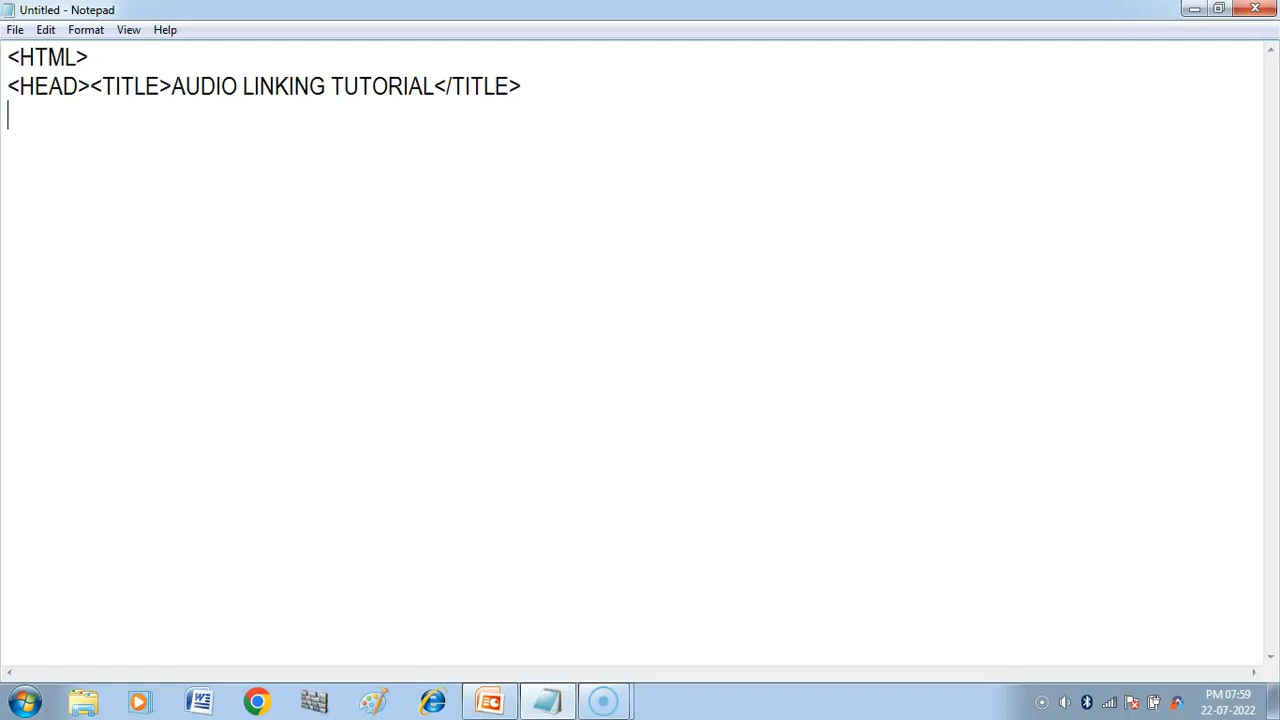 Untitled - Notepad
File Edit Format View Help
<HTML>
<HEAD><TITLE>AUDIO LINKING TUTORIAL</TITLE>
PM 07:59
22-07-2022